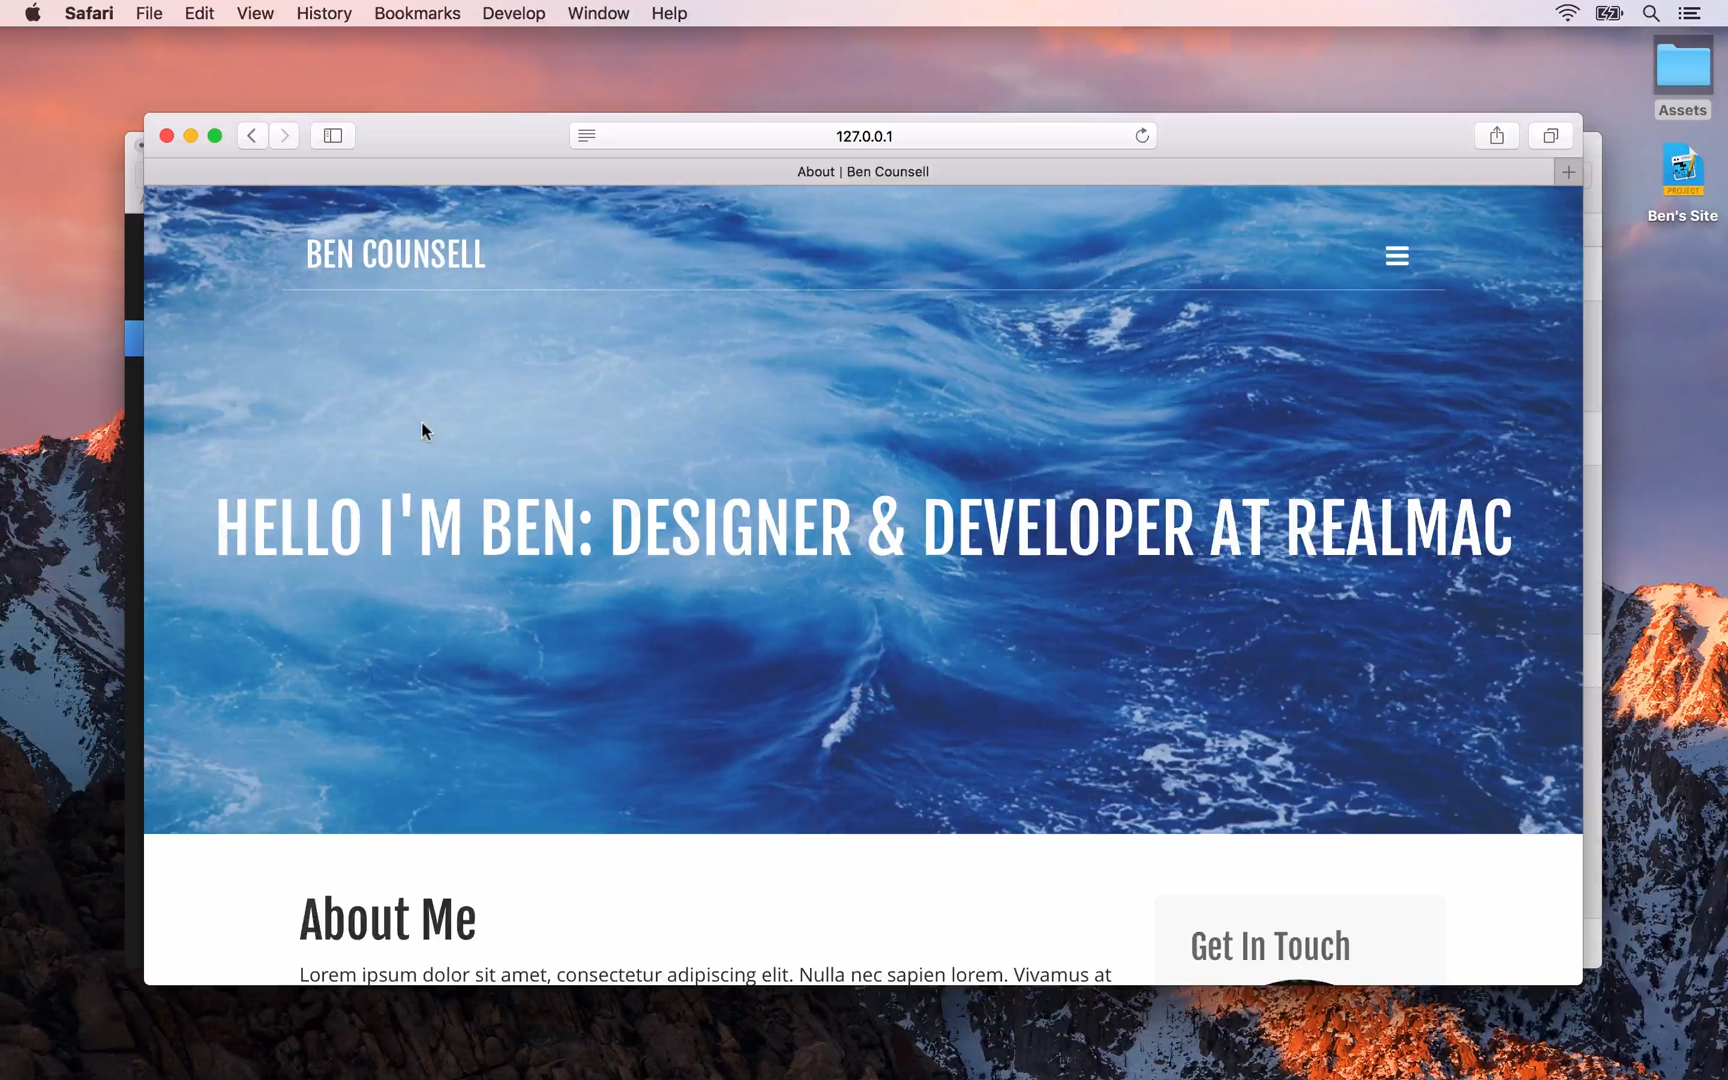 Safari File Edit View History Bookmarks Develop Window Help
Assets
127.0.0.1
About | Ben Counsell
PROJECT
Ben's Site
BEN COUNSELL
HELLO I'M BEN: DESIGNER & DEVELOPER AT REALMAC
About Me
Get In Touch
Lorem ipsum dolor sit amet, consectetur adipiscing elit. Nulla nec sapien lorem. Vivamus at